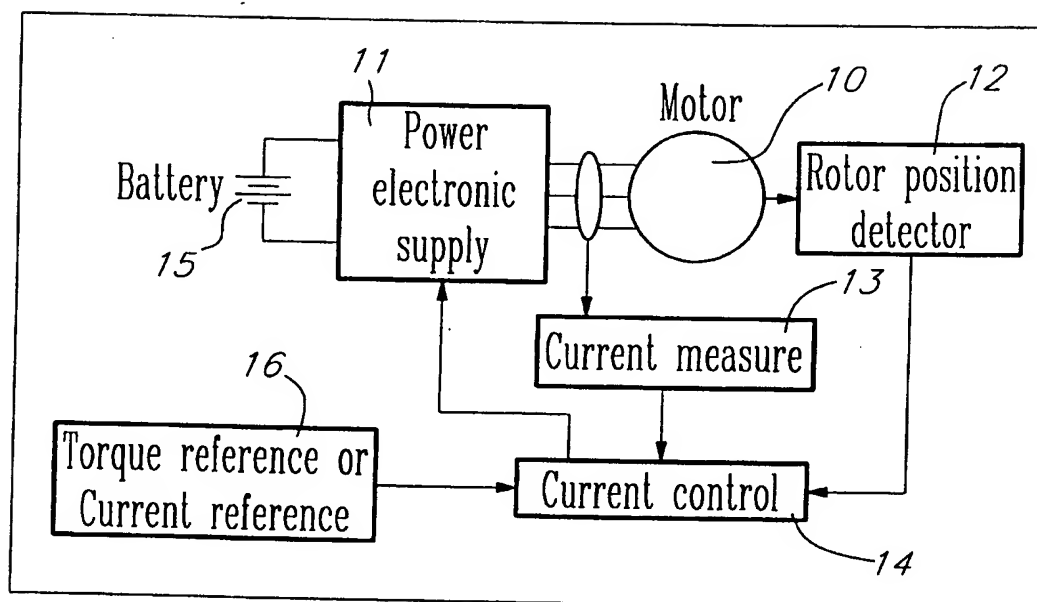 11
Power
electronic
supply
Battery
15
Motor
10
12
Rotor position
detector
13
Current measure
16
Torque reference or
Current reference
Current control
14